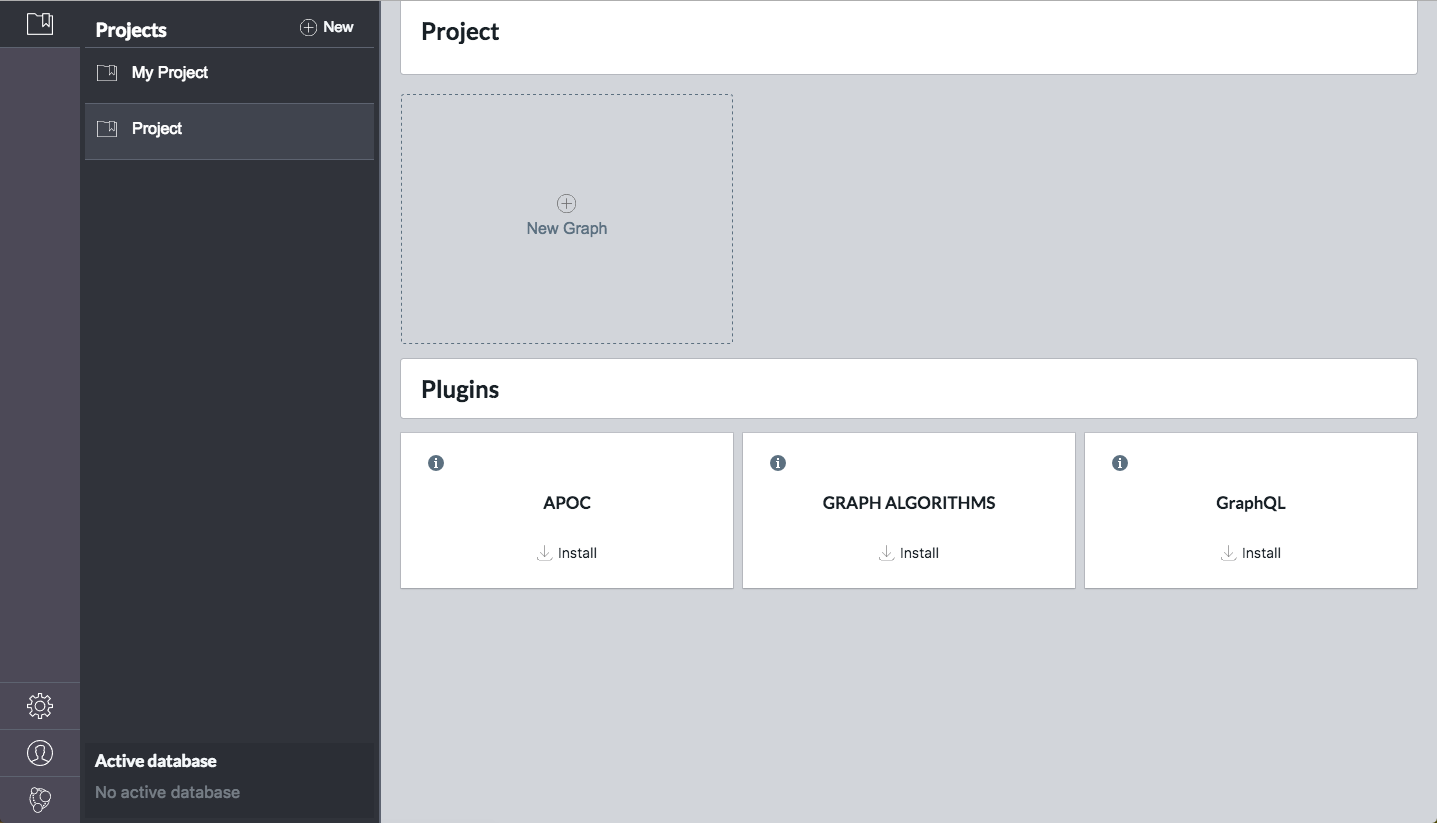 Projects
New
My Project
Project
Active database
No active database
Project
New Graph
Plugins
APOC
Install
GRAPH ALGORITHMS
Install
GraphQL
Install